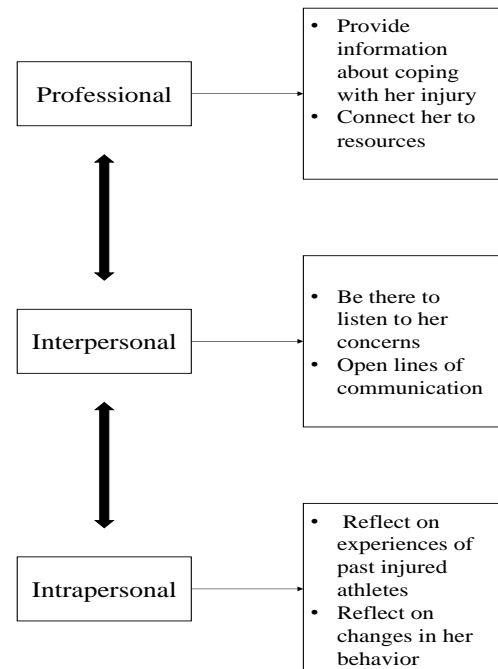 Professional
• Provide
information
about coping
with her injury
• Connect her to
resources
Interpersonal
• Be there to
listen to her
concerns
• Open lines of
communication
Intrapersonal
• Reflect on
experiences of
past injured
athletes
• Reflect on
changes in her
behavior